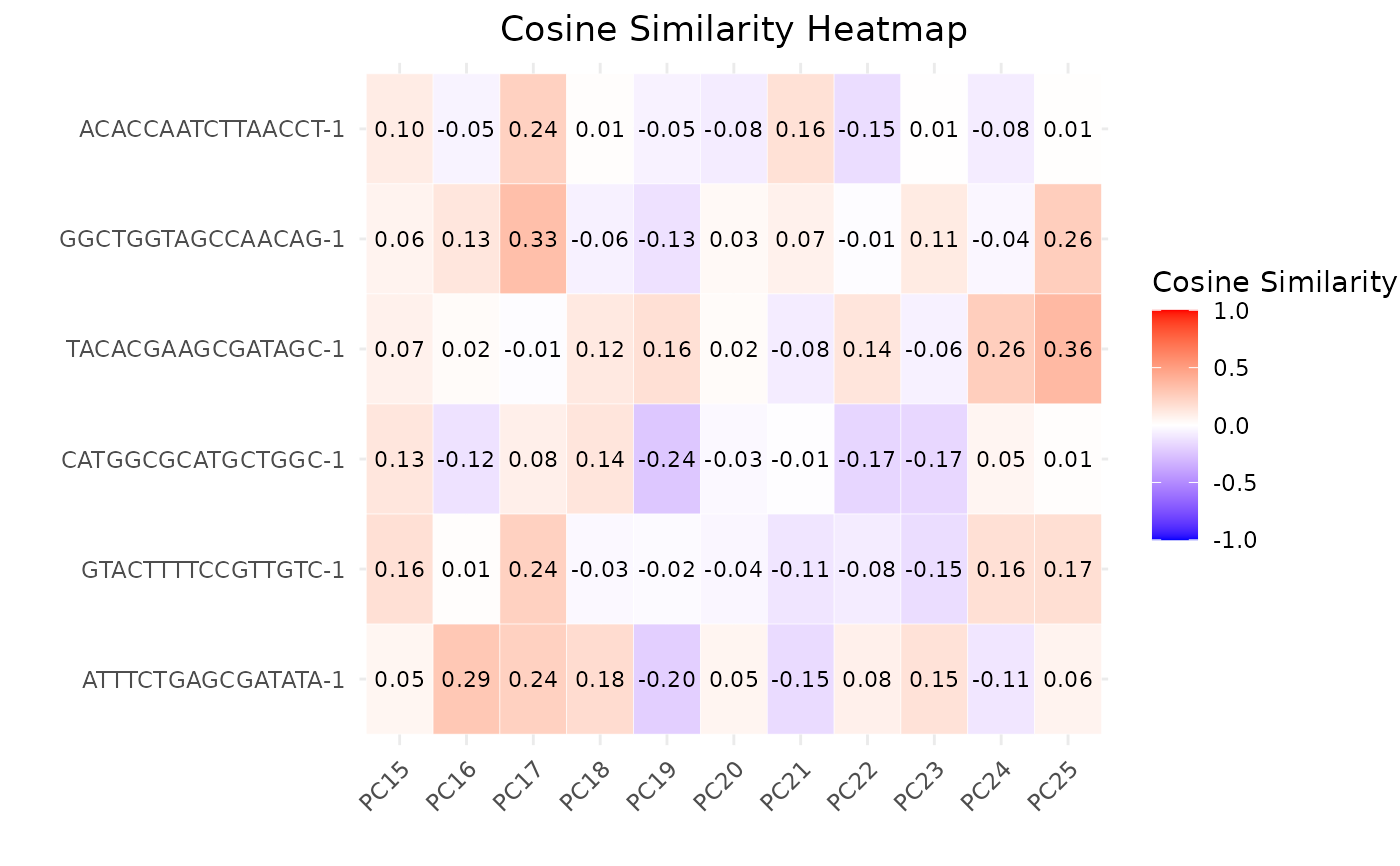 Cosine Similarity Heatmap
ACACCAATCTTAACCT-1 0.10 -0.05 0.24 0.01 -0.05 -0.08 0.16 -0.15 0.01 -0.08 0.01
GGCTGGTAGCCAACAG-1 0.06 0.13 0.33 -0.06 -0.13 0.03 0.07 -0.01 0.11 -0.04 0.26
TACACGAAGCGATAGC-1 0.07 0.02 -0.01 0.12 0.16 0.02 -0.08 0.14 -0.06 0.26 0.36
CATGGCGCATGCTGGC-1 0.13 -0.12 0.08 0.14 -0.24 -0.03 -0.01 -0.17 -0.17 0.05 0.01
GTACTTTTCCGTTGTC-1 0.16 0.01 0.24 -0.03 -0.02 -0.04 -0.11 -0.08 -0.15 0.16 0.17
ATTTCTGAGCGATATA-1 0.05 0.29 0.24 0.18 -0.20 0.05 -0.15 0.08 0.15 -0.11 0.06
PC15 PC16 PC17 PC18 PC19 PC20 PC21 PC22 PC23 PC24 PC25
Cosine Similarity
1.0
0.5
0.0
-0.5
-1.0